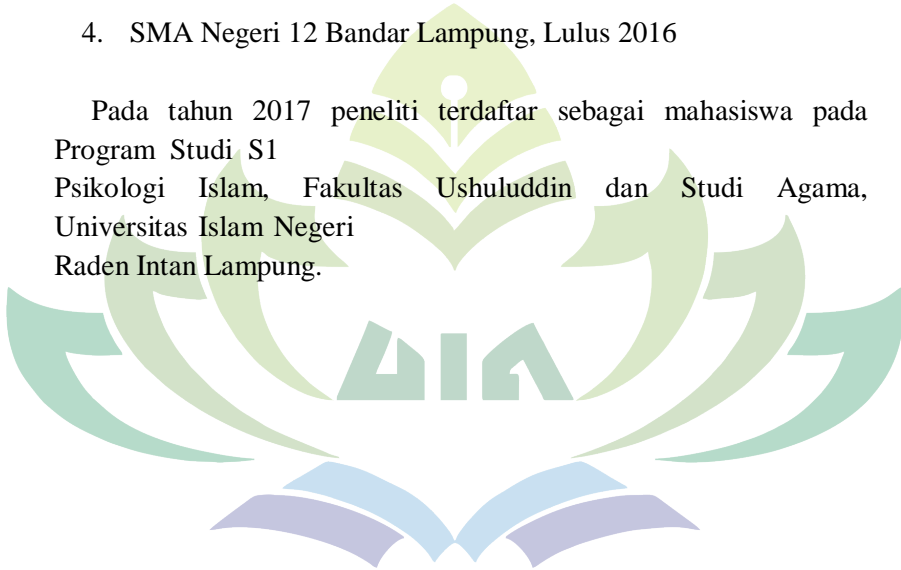 4. SMA Negeri 12 Bandar Lampung, Lulus 2016
Pada tahun 2017 peneliti terdaftar sebagai mahasiswa pada
Program Studi S1
Psikologi Islam, Fakultas Ushuluddin dan Studi Agama,
Universitas Islam Negeri
Raden Intan Lampung.